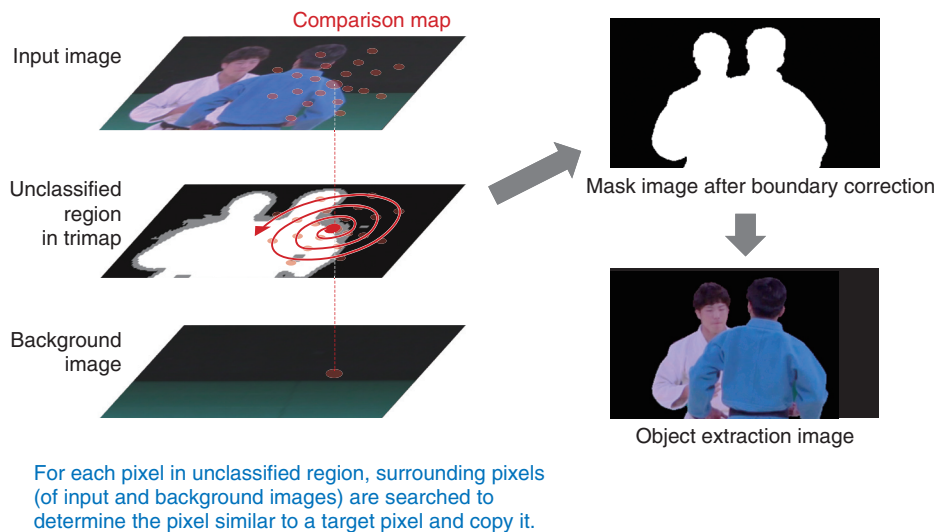 Comparison map
Input image
Unclassified
region
in trimap
Background
image
Mask image after boundary correction
Object extraction image
For each pixel in unclassified region, surrounding pixels
(of input and background images) are searched to
determine the pixel similar to a target pixel and copy it.